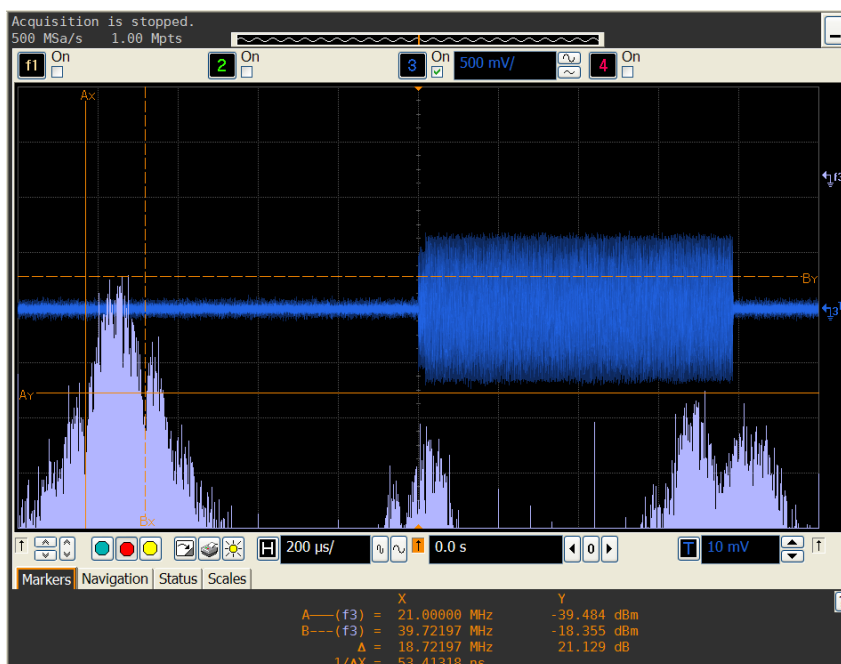 Acquisition is stopped.
500 MSa/s 1.00 Mpts
f1 On 2 On 3 On 500 mV/ 4 On
Ax
f3
BY
3
AY
Bx
H 200 µs/ 0.0 s 0 T 10 mV
Markers Navigation Status Scales
X Y
A——(f3) = 21.00000 MHz -39.484 dBm
B---(f3) = 39.72197 MHz -18.355 dBm
Δ = 18.72197 MHz 21.129 dB
1/ΔX = 53.41318 ns